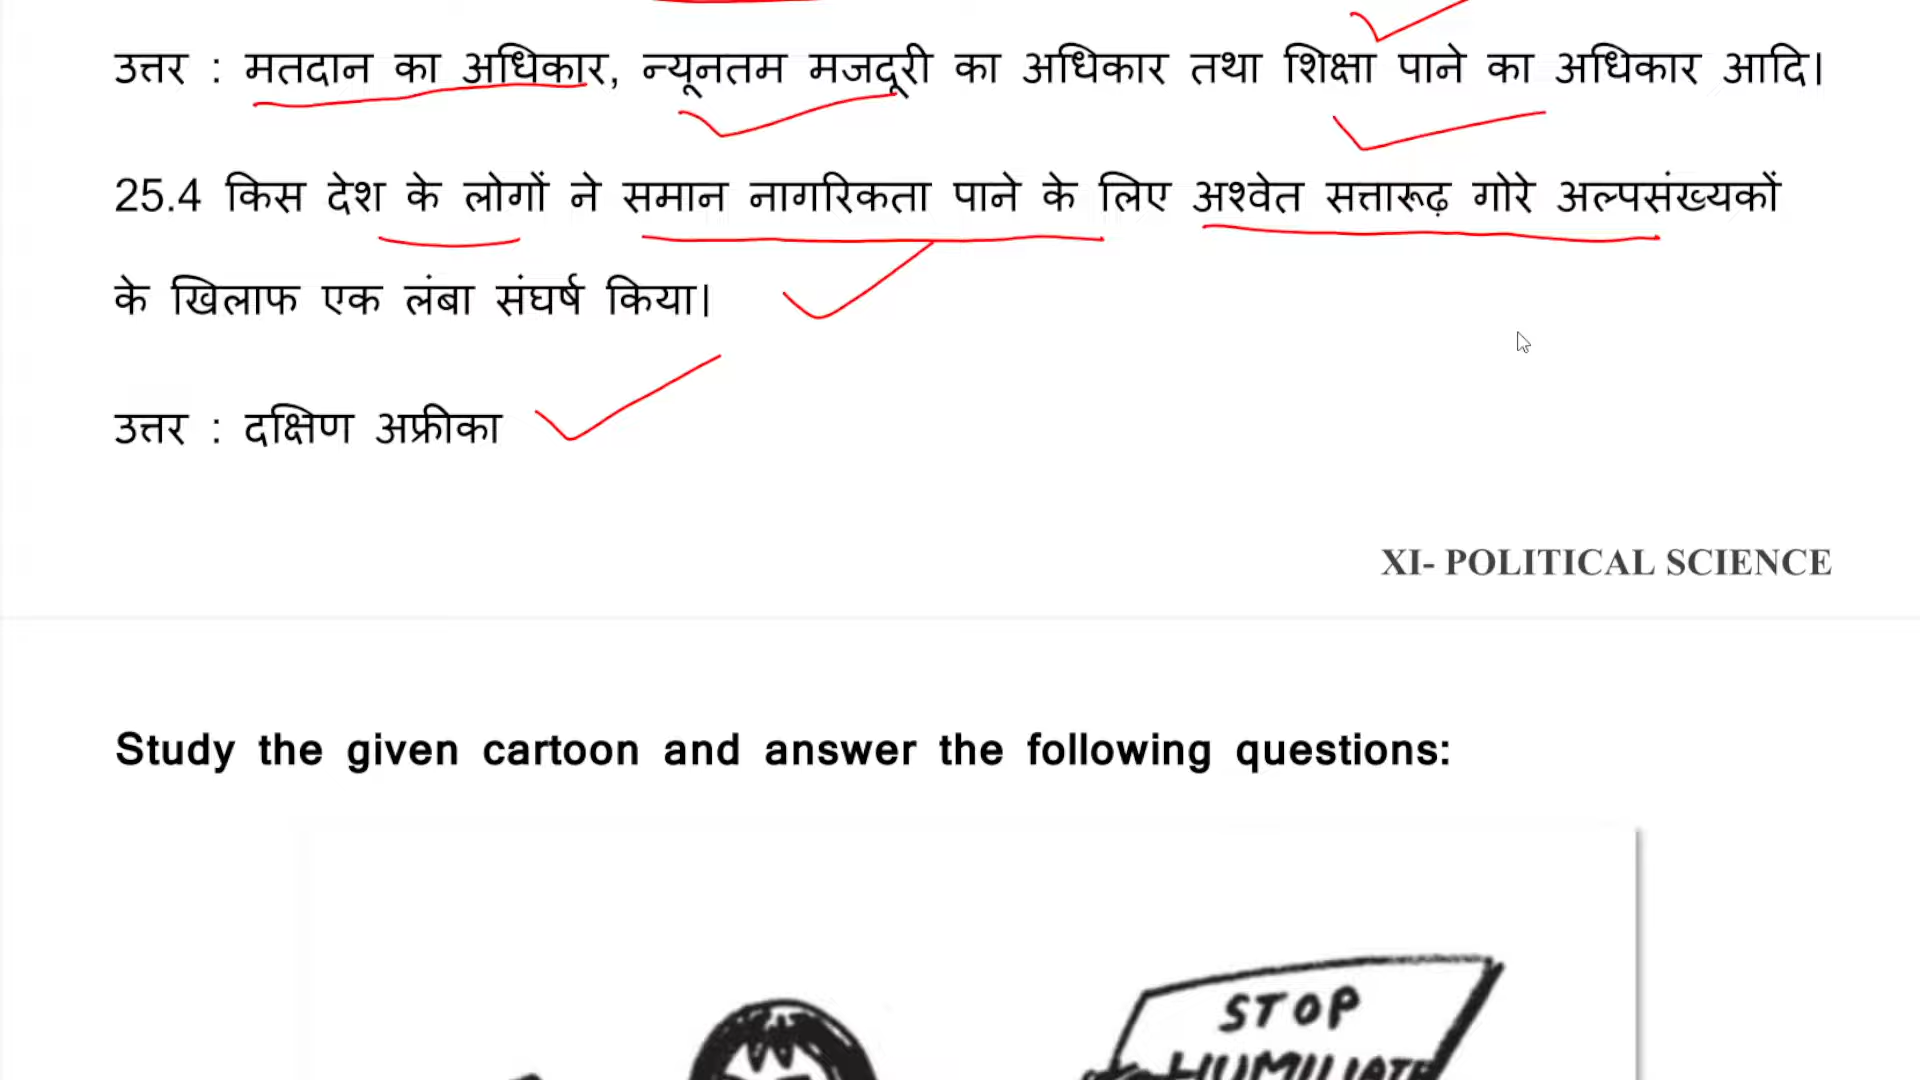 उत्तर : मतदान का अधिकार, न्यूनतम मजदूरी का अधिकार तथा शिक्षा पाने का अधिकार आदि।
25.4 किस देश के लोगों ने समान नागरिकता पाने के लिए अश्वेत सत्तारूढ़ गोरे अल्पसंख्यकों
के खिलाफ एक लंबा संघर्ष किया।
उत्तर : दक्षिण अफ्रीका
XI- POLITICAL SCIENCE
Study the given cartoon and answer the following questions:
STOP